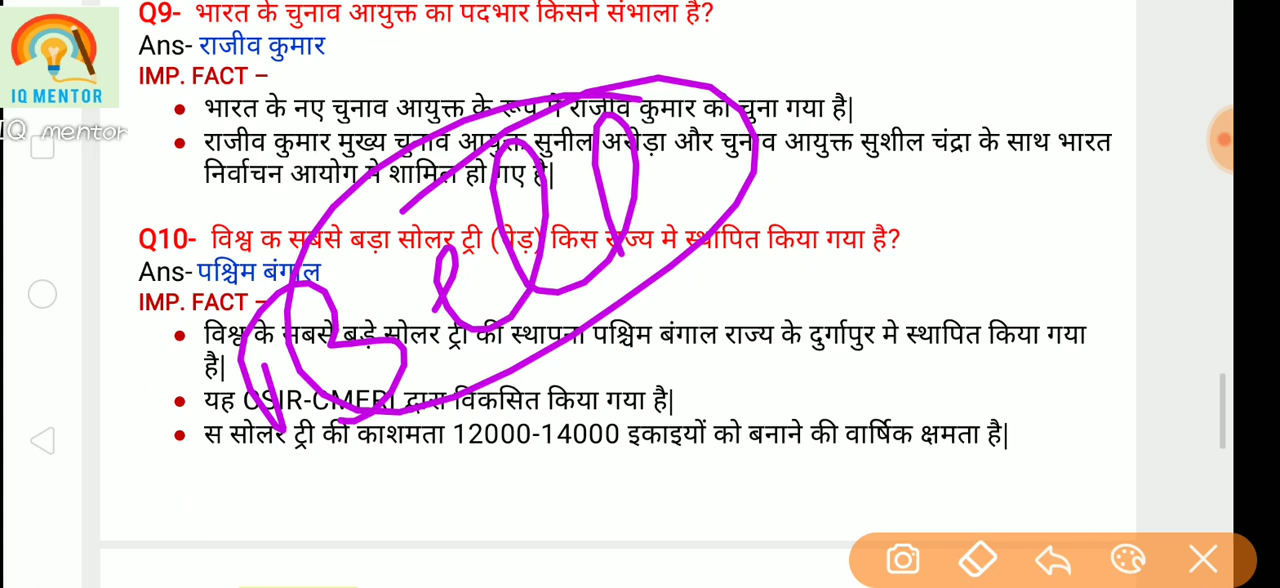 Q9- भारत के चुनाव आयुक्त का पदभार किसने संभाला है?
Ans- राजीव कुमार
IMP. FACT –
IQ MENTOR
भारत के नए चुनाव आयुक्त के रूप में राजीव कुमार को चुना गया है|
IQ mentor
राजीव कुमार मुख्य चुनाव आयुक्त सुनील अरोड़ा और चुनाव आयुक्त सुशील चंद्रा के साथ भारत
निर्वाचन आयोग मे शामिल हो गए है|
Q10- विश्व क सबसे बड़ा सोलर ट्री (पेड़) किस राज्य मे स्थापित किया गया है?
Ans- पश्चिम बंगाल
IMP. FACT –
विश्व के सबसे बड़े सोलर ट्री की स्थापना पश्चिम बंगाल राज्य के दुर्गापुर मे स्थापित किया गया
है|
यह CSIR-CMERI द्वारा विकसित किया गया है|
स सोलर ट्री की काशमता 12000-14000 इकाइयों को बनाने की वार्षिक क्षमता है|
Bell